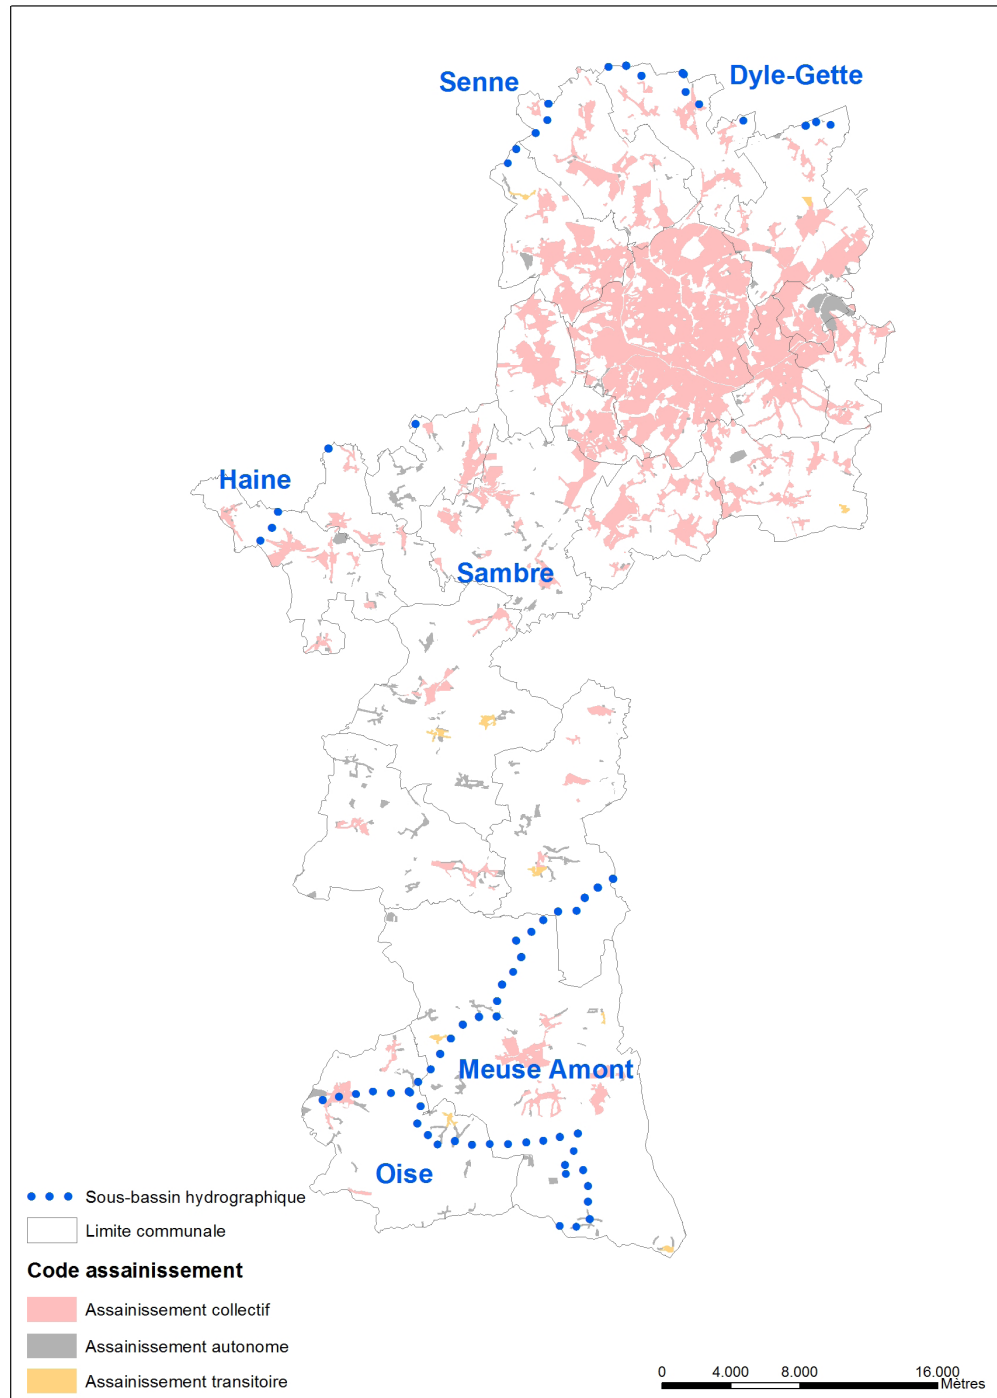 Senne
Dyle-Gette
Haine
Sambre
Meuse Amont
Oise
Sous-bassin hydrographique
Limite communale
Code assainissement
Assainissement collectif
Assainissement autonome
Assainissement transitoire
0 4.000 8.000 16.000
Mètres